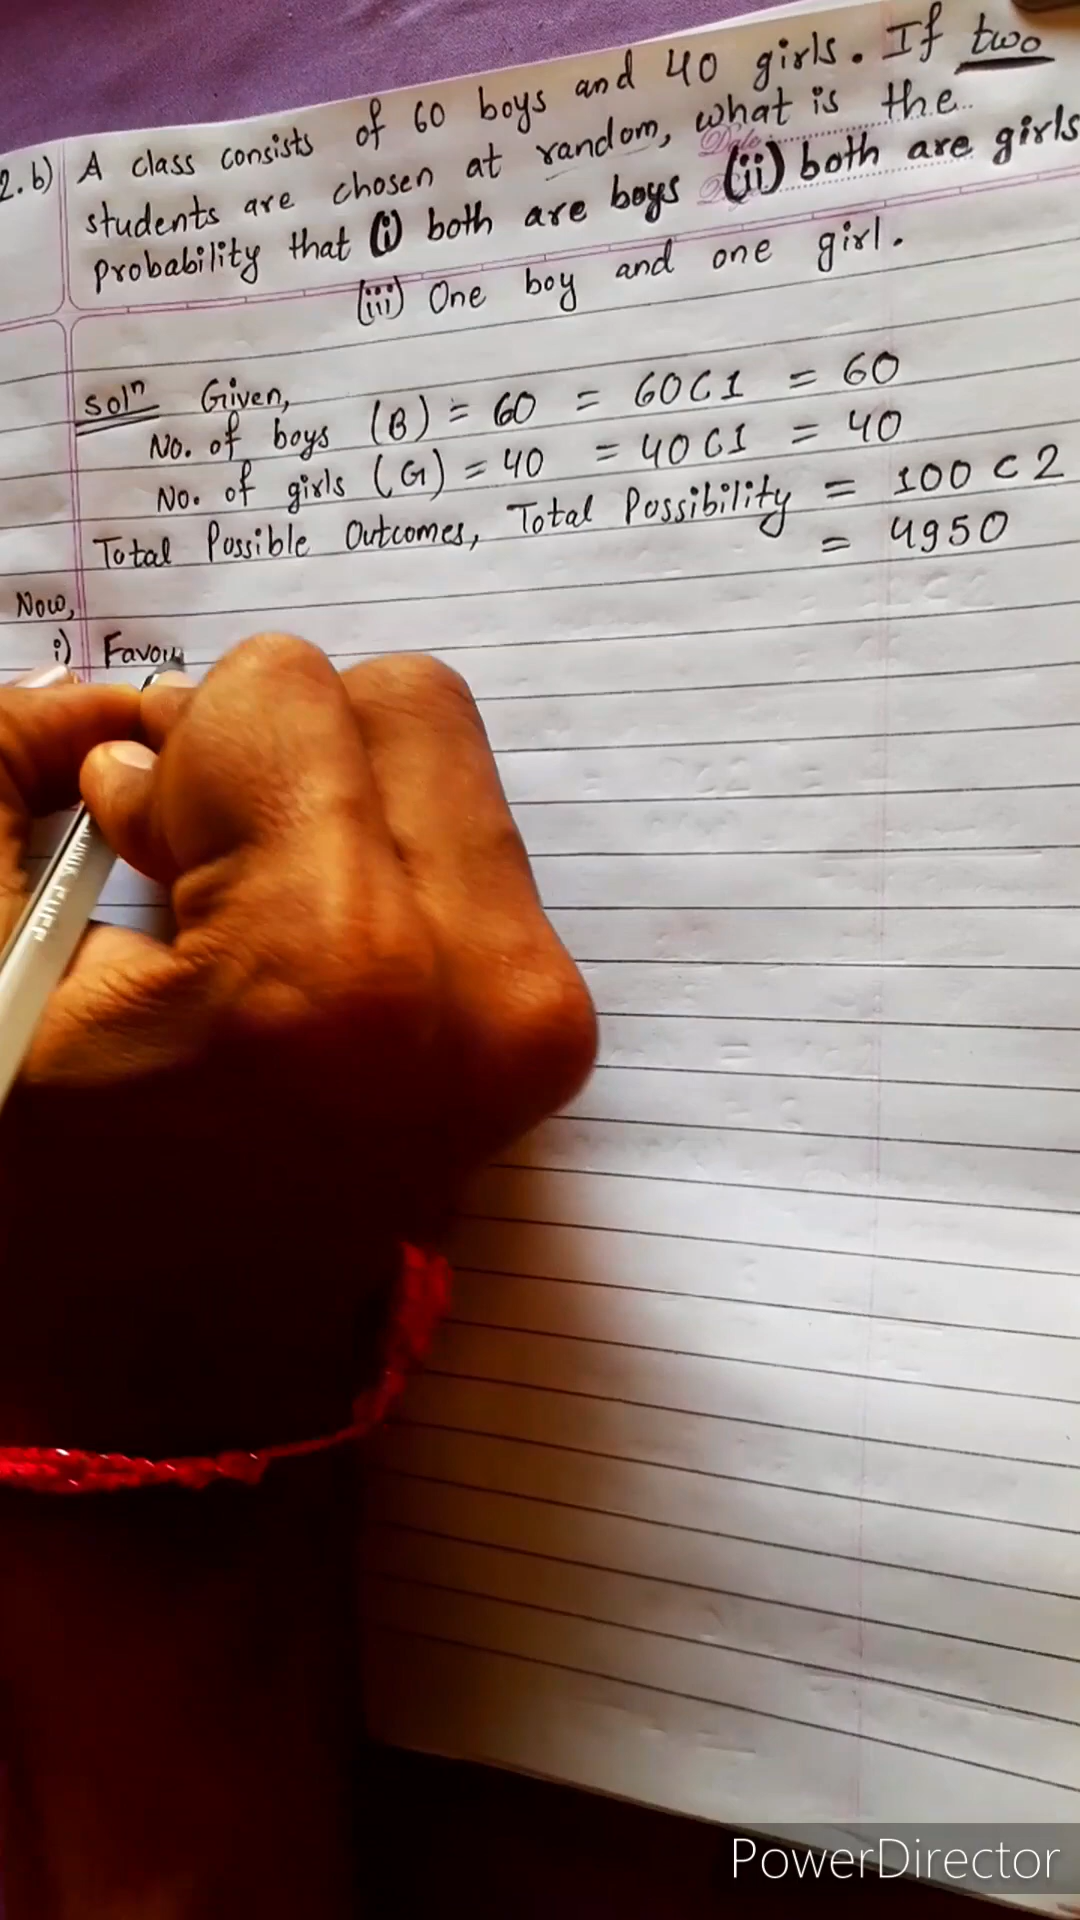 2.b) A class consists of 60 boys and 40 girls. If two
students are chosen at random, what is the
probability that (i) both are boys (ii) both are girls
(iii) One boy and one girl.
Solⁿ Given,
No. of boys (B) = 60 = 60C1 = 60
No. of girls (G) = 40 = 40C1 = 40
Total Possible Outcomes, Total Possibility = 100C2
= 4950
Now,
i) Favou
PowerDirector